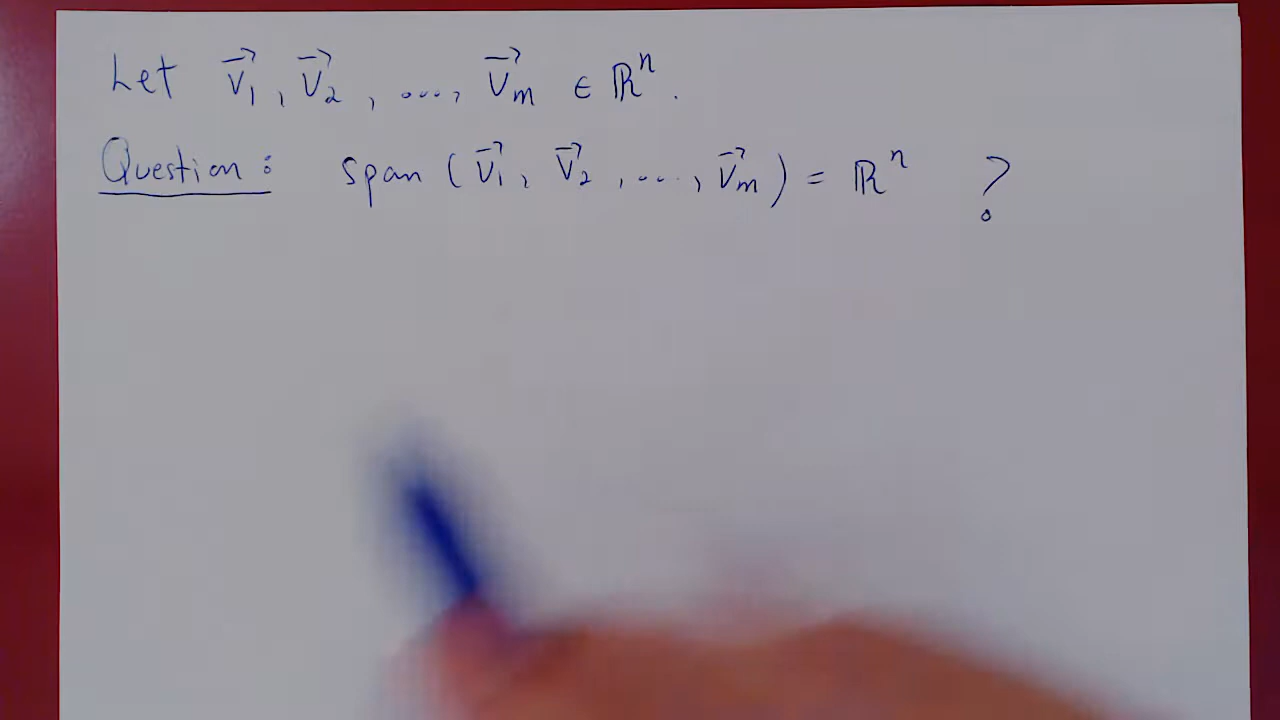 Let v⃗₁, v⃗₂, ..., v⃗ₘ ∈ ℝⁿ.
Question: span (v⃗₁, v⃗₂, ..., v⃗ₘ) = ℝⁿ ?